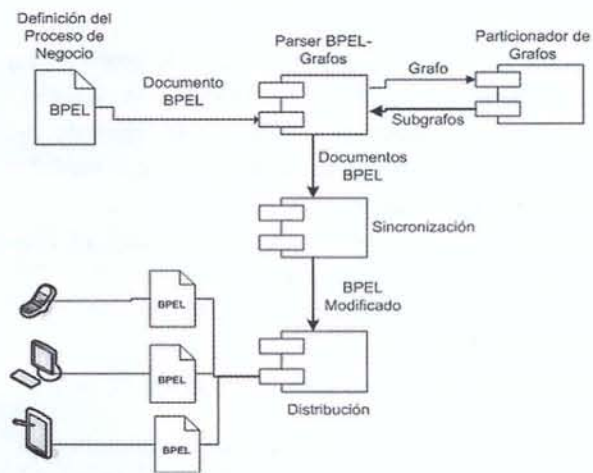 Definición del
Proceso de
Negocio
BPEL
Documento
BPEL
Parser BPEL-
Grafos
Grafo
Subgrafos
Particionador de
Grafos
Documentos
BPEL
Sincronización
BPEL
Modificado
Distribución
BPEL
BPEL
BPEL